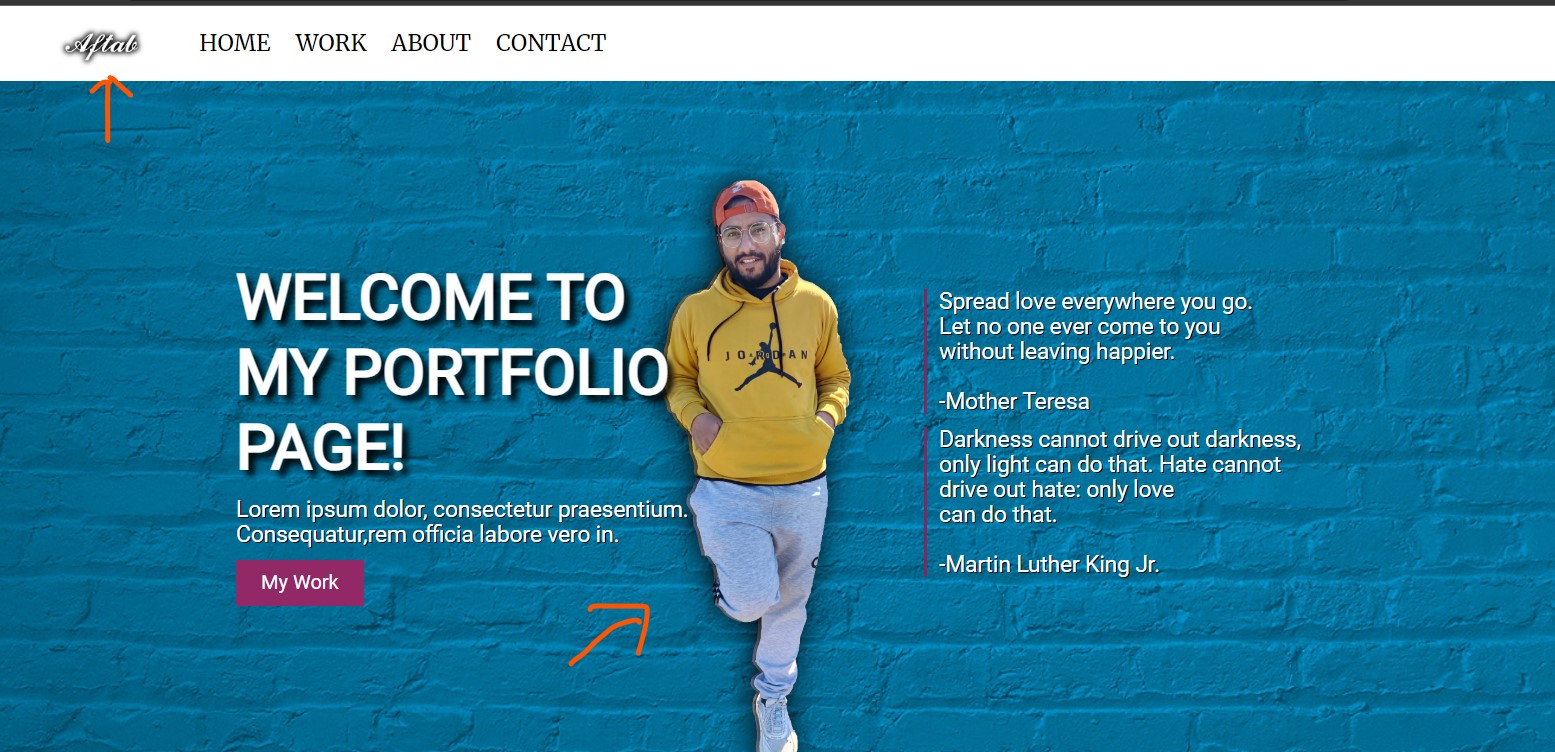 Aftab
HOME WORK ABOUT CONTACT
WELCOME TO
MY PORTFOLIO
PAGE!
Lorem ipsum dolor, consectetur praesentium.
Consequatur,rem officia labore vero in.
My Work
JORDAN
Spread love everywhere you go.
Let no one ever come to you
without leaving happier.
-Mother Teresa
Darkness cannot drive out darkness,
only light can do that. Hate cannot
drive out hate: only love
can do that.
-Martin Luther King Jr.